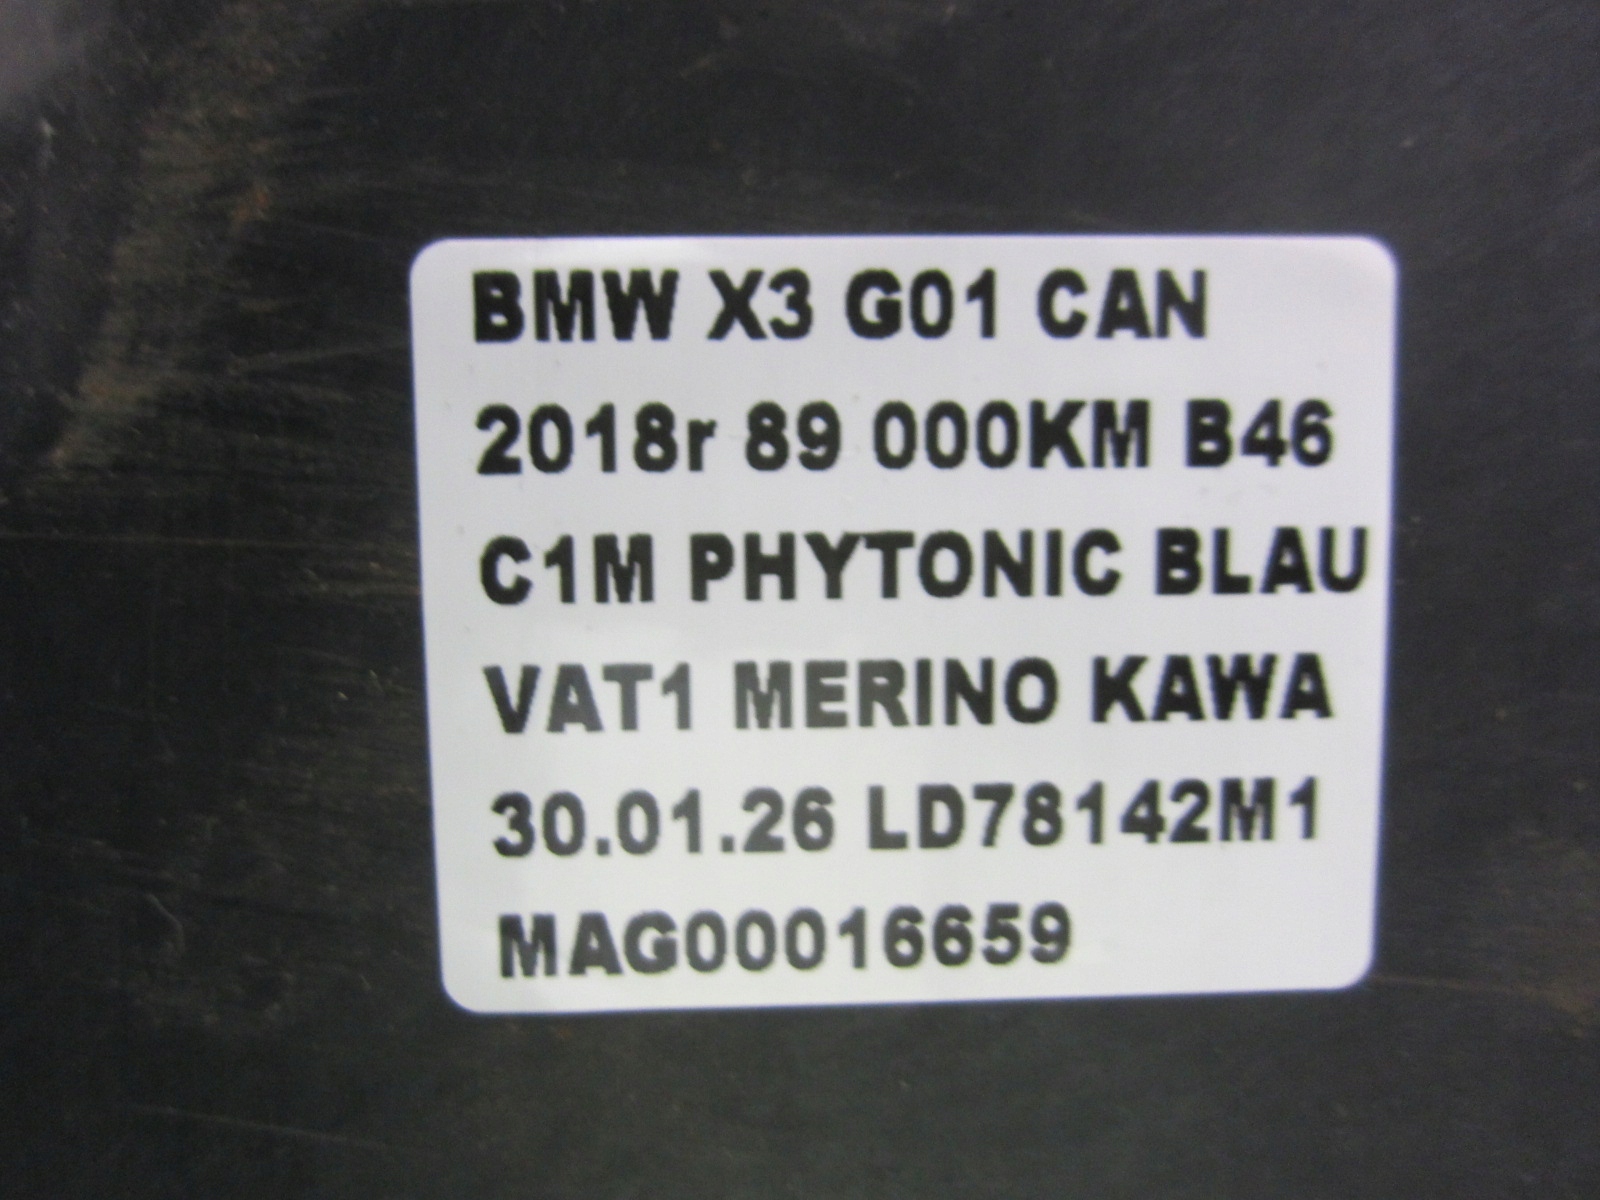 BMW X3 G01 CAN
2018r 89 000KM B46
C1M PHYTONIC BLAU
VAT1 MERINO KAWA
30.01.26 LD78142M1
MAG00016659